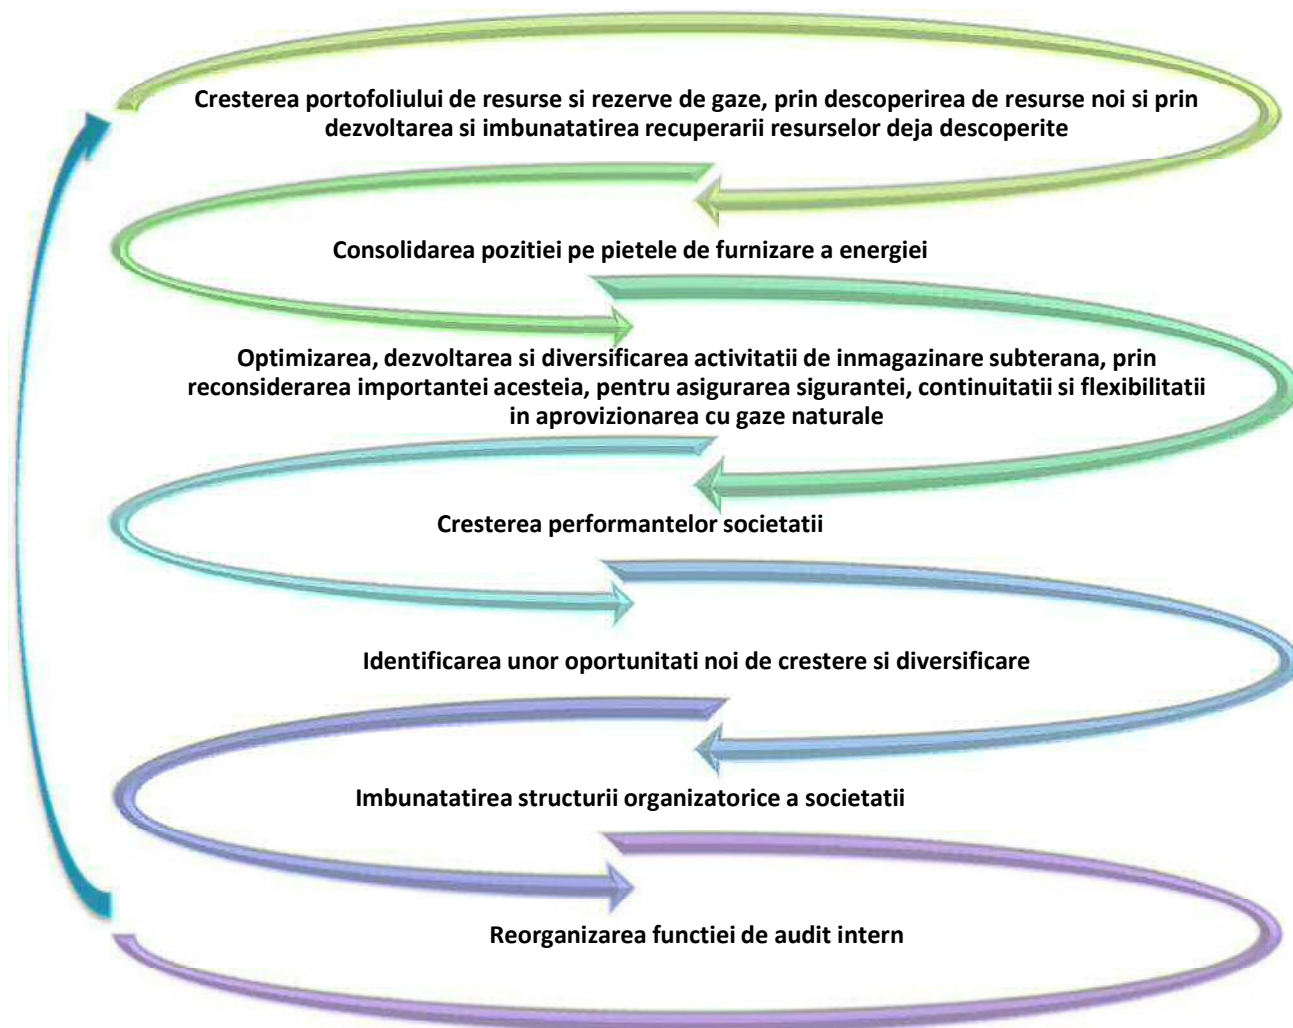 Cresterea portofoliului de resurse si rezerve de gaze, prin descoperirea de resurse noi si prin
dezvoltarea si imbunatatirea recuperarii resurselor deja descoperite
Consolidarea pozitiei pe pietele de furnizare a energiei
Optimizarea, dezvoltarea si diversificarea activitatii de inmagazinare subterana, prin
reconsiderarea importantei acesteia, pentru asigurarea sigurantei, continuitatii si flexibilitatii
in aprovizionarea cu gaze naturale
Cresterea performantelor societatii
Identificarea unor oportunitati noi de crestere si diversificare
Imbunatatirea structurii organizatorice a societatii
Reorganizarea functiei de audit intern